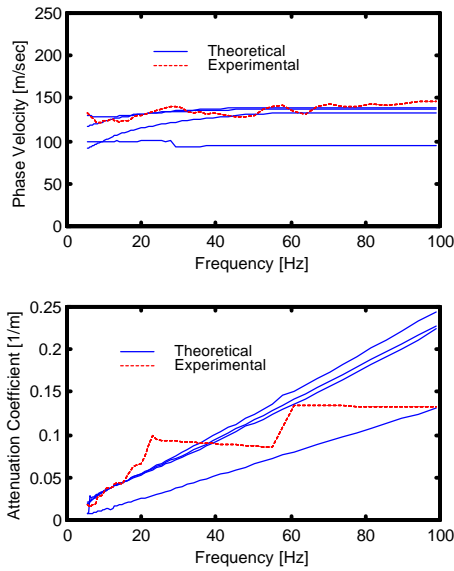 250
200
150
100
50
0
Phase Velocity [m/sec]
Theoretical
Experimental
0 20 40 60 80 100
Frequency [Hz]
0.25
0.2
0.15
0.1
0.05
0
Attenuation Coefficient [1/m]
Theoretical
Experimental
0 20 40 60 80 100
Frequency [Hz]